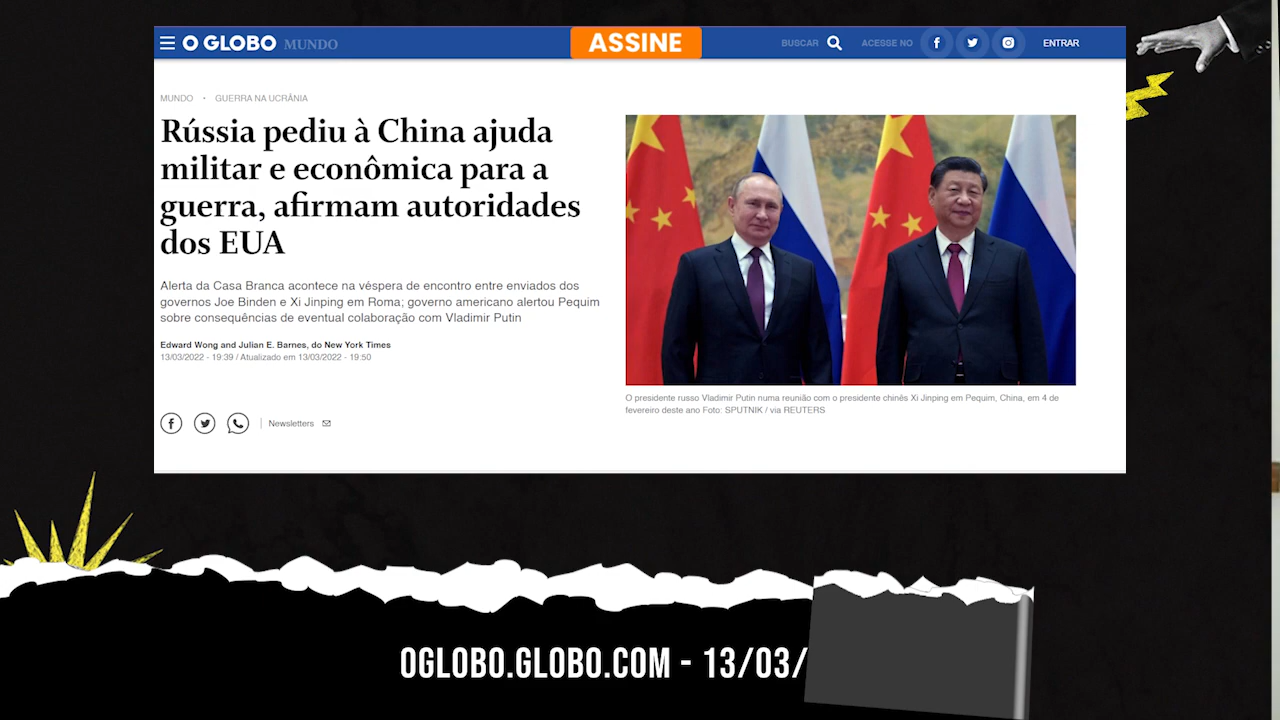 O GLOBO MUNDO
ASSINE
BUSCAR
ACESSE NO
ENTRAR
MUNDO • GUERRA NA UCRÂNIA
Rússia pediu à China ajuda
militar e econômica para a
guerra, afirmam autoridades
dos EUA
Alerta da Casa Branca acontece na véspera de encontro entre enviados dos
governos Joe Binden e Xi Jinping em Roma; governo americano alertou Pequim
sobre consequências de eventual colaboração com Vladimir Putin
Edward Wong and Julian E. Barnes, do New York Times
13/03/2022 - 19:39 / Atualizado em 13/03/2022 - 19:50
Newsletters
O presidente russo Vladimir Putin numa reunião com o presidente chinês Xi Jinping em Pequim, China, em 4 de
fevereiro deste ano Foto: SPUTNIK / via REUTERS
OGLOBO.GLOBO.COM - 13/03/